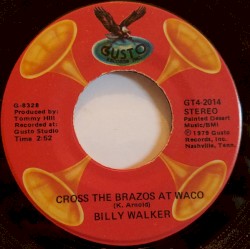 GUSTO
G-8328
Produced by:
Tommy Hill
Recorded at:
Gusto Studio
Time 2:52
GT4-2014
STEREO
Painted Desert
Music/BMI
℗ 1979 Gusto
Records, Inc.
Nashville, Tenn.
CROSS THE BRAZOS AT WACO
(K. Arnold)
BILLY WALKER